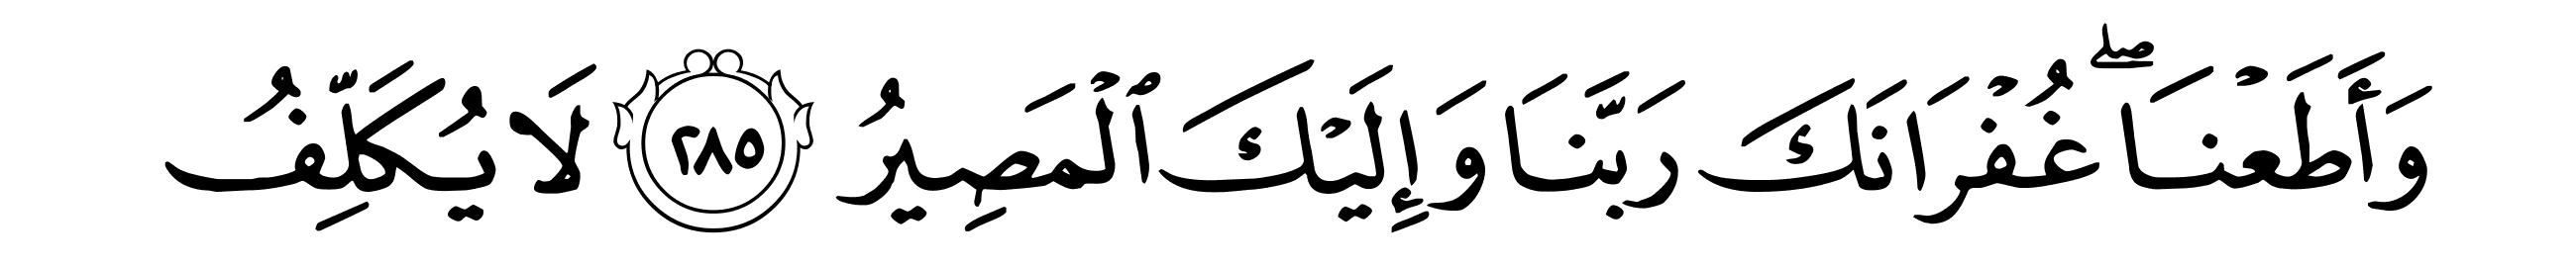 وَأَطَعْنَاۖ غُفْرَانَكَ رَبَّنَا وَإِلَيْكَ ٱلْمَصِيرُ ٢٨٥ لَا يُكَلِّفُ